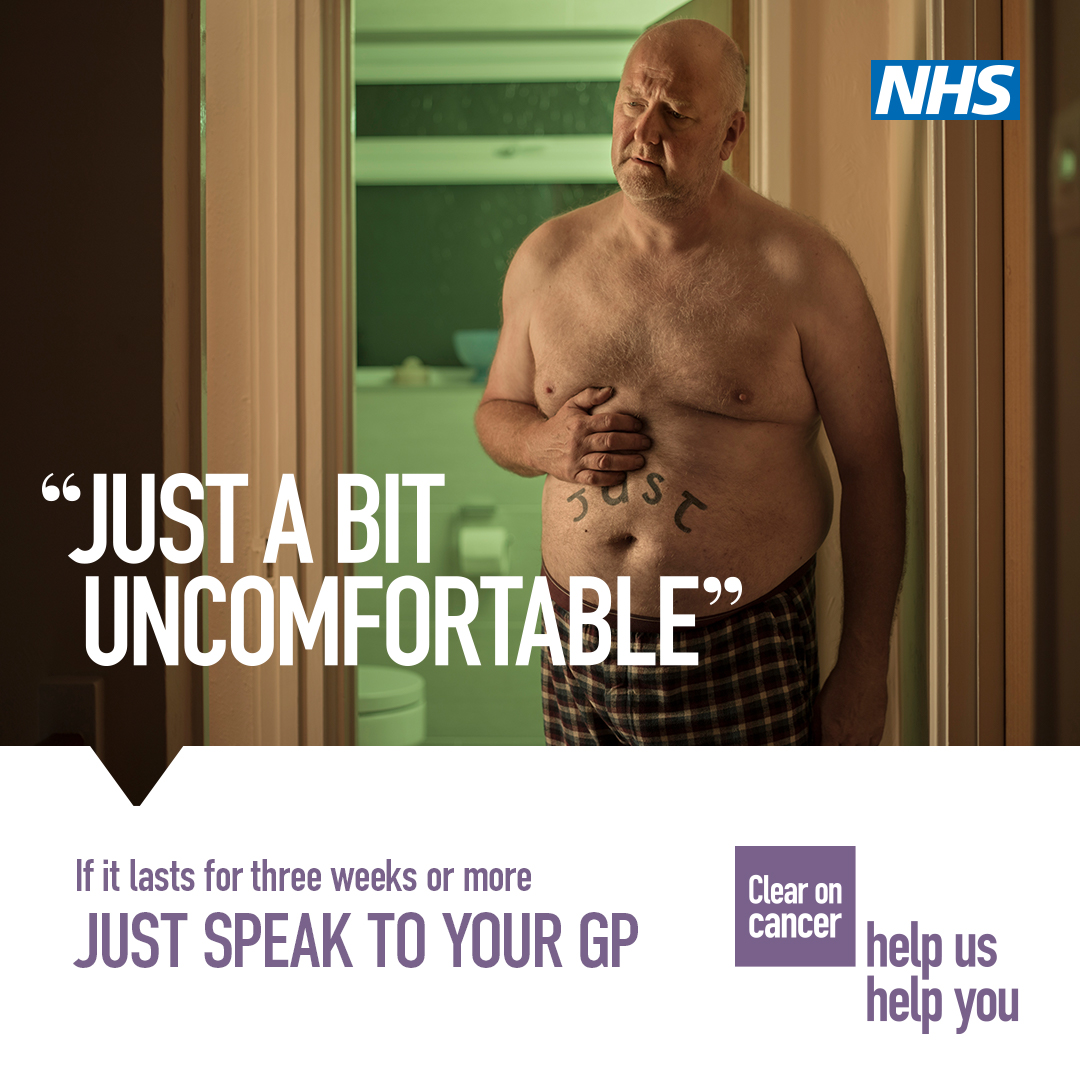 NHS
Just
“JUST A BIT
UNCOMFORTABLE”
If it lasts for three weeks or more
JUST SPEAK TO YOUR GP
Clear on
cancer
help us
help you